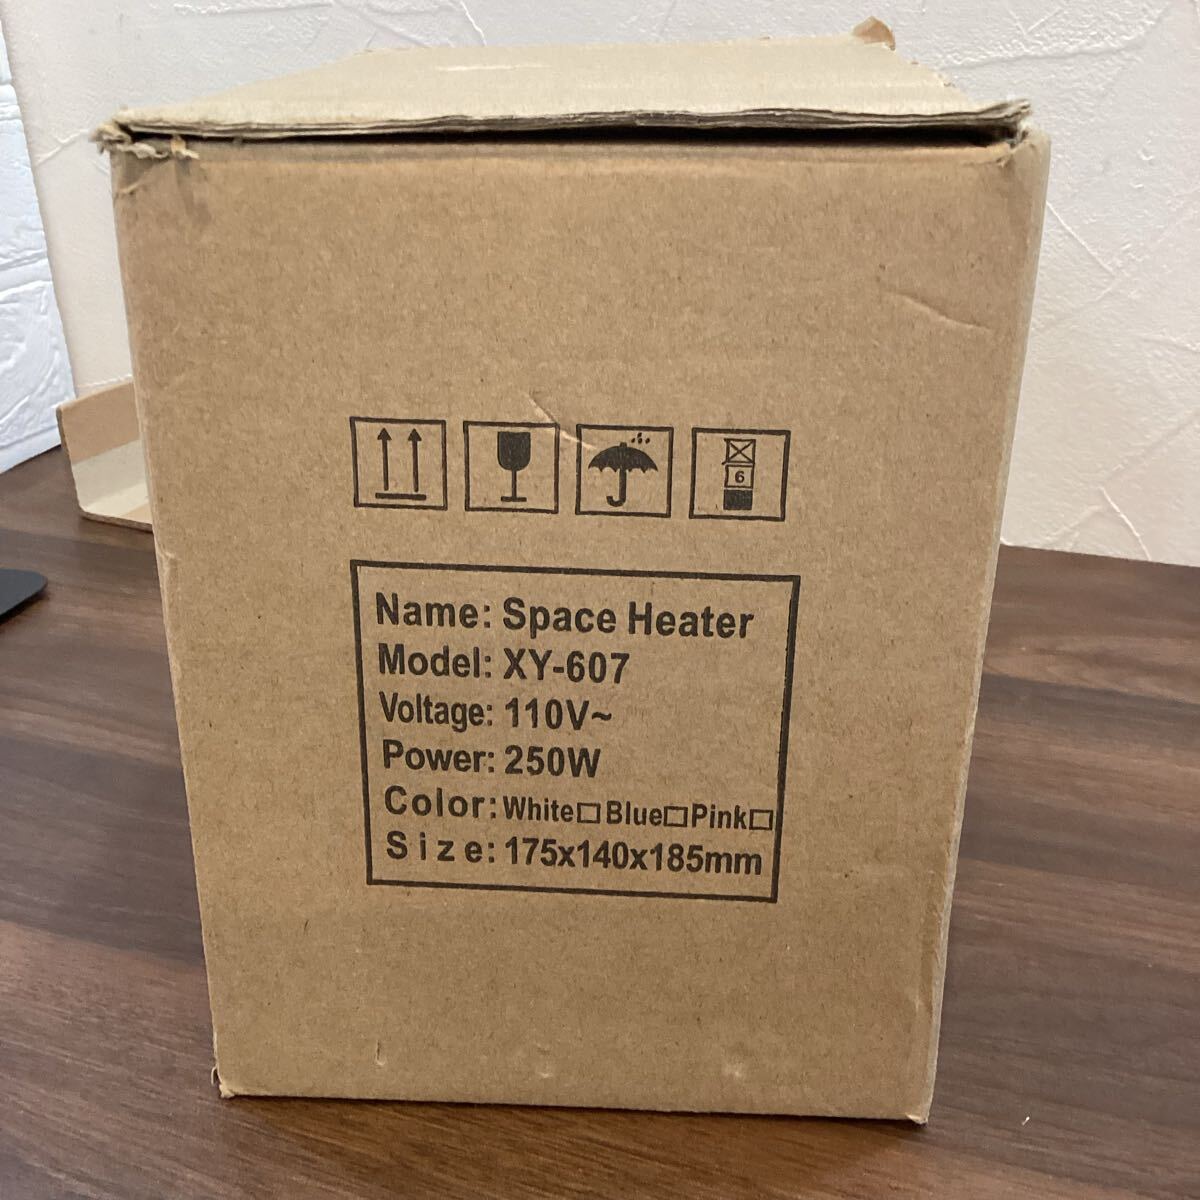 6
Name: Space Heater
Model: XY-607
Voltage: 110V~
Power: 250W
Color: White□ Blue□ Pink□
Size: 175x140x185mm